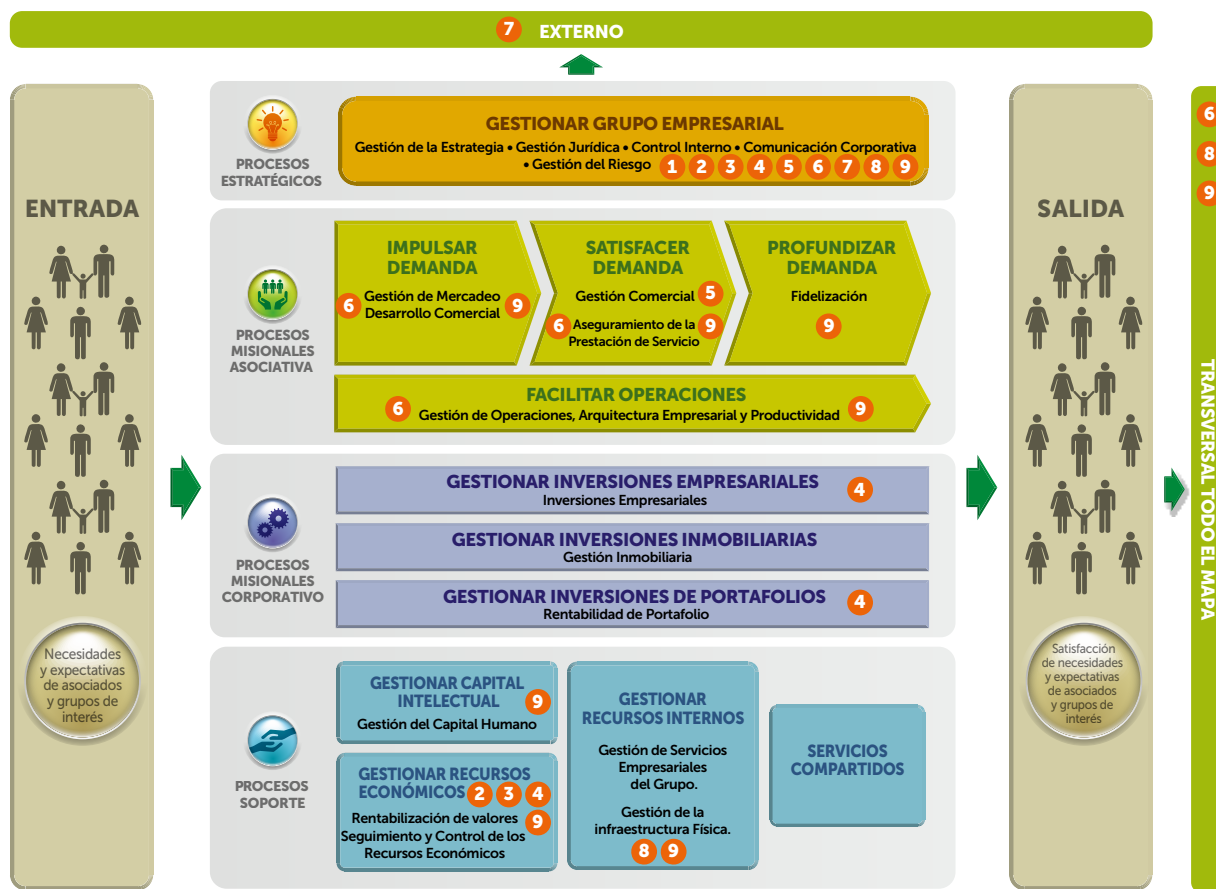 7 EXTERNO
ENTRADA
Necesidades
y expectativas
de asociados
y grupos de
interés
PROCESOS
ESTRATÉGICOS
GESTIONAR GRUPO EMPRESARIAL
Gestión de la Estrategia • Gestión Jurídica • Control Interno • Comunicación Corporativa
• Gestión del Riesgo 1 2 3 4 5 6 7 8 9
PROCESOS
MISIONALES
ASOCIATIVA
IMPULSAR
DEMANDA
6 Gestión de Mercadeo 9
Desarrollo Comercial
SATISFACER
DEMANDA
Gestión Comercial 5
6 Aseguramiento de la 9
Prestación de Servicio
PROFUNDIZAR
DEMANDA
Fidelización
9
FACILITAR OPERACIONES
6 Gestión de Operaciones, Arquitectura Empresarial y Productividad 9
PROCESOS
MISIONALES
CORPORATIVO
GESTIONAR INVERSIONES EMPRESARIALES 4
Inversiones Empresariales
GESTIONAR INVERSIONES INMOBILIARIAS
Gestión Inmobiliaria
GESTIONAR INVERSIONES DE PORTAFOLIOS 4
Rentabilidad de Portafolio
PROCESOS
SOPORTE
GESTIONAR CAPITAL
INTELECTUAL 9
Gestión del Capital Humano
GESTIONAR RECURSOS
ECONÓMICOS 2 3 4
Rentabilización de valores 9
Seguimiento y Control de los
Recursos Económicos
GESTIONAR
RECURSOS INTERNOS
Gestión de Servicios
Empresariales
del Grupo.
Gestión de la
infraestructura Física.
8 9
SERVICIOS
COMPARTIDOS
SALIDA
Satisfacción
de necesidades
y expectativas
de asociados
y grupos de
interés
6
8
9
TRANSVERSAL TODO EL MAPA